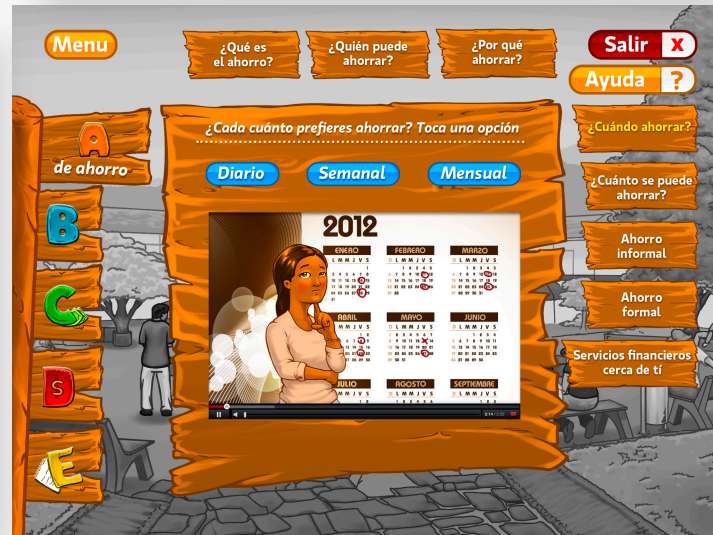 Menu
¿Qué es
el ahorro?
¿Quién puede
ahorrar?
¿Por qué
ahorrar?
Salir X
Ayuda ?
A
de ahorro
B
C
S
E
¿Cada cuánto prefieres ahorrar? Toca una opción
Diario
Semanal
Mensual
2012
ENERO
FEBRERO
MARZO
ABRIL
MAYO
JUNIO
JULIO
AGOSTO
SEPTIEMBRE
¿Cuándo ahorrar?
¿Cuánto se puede
ahorrar?
Ahorro
informal
Ahorro
formal
Servicios financieros
cerca de tí